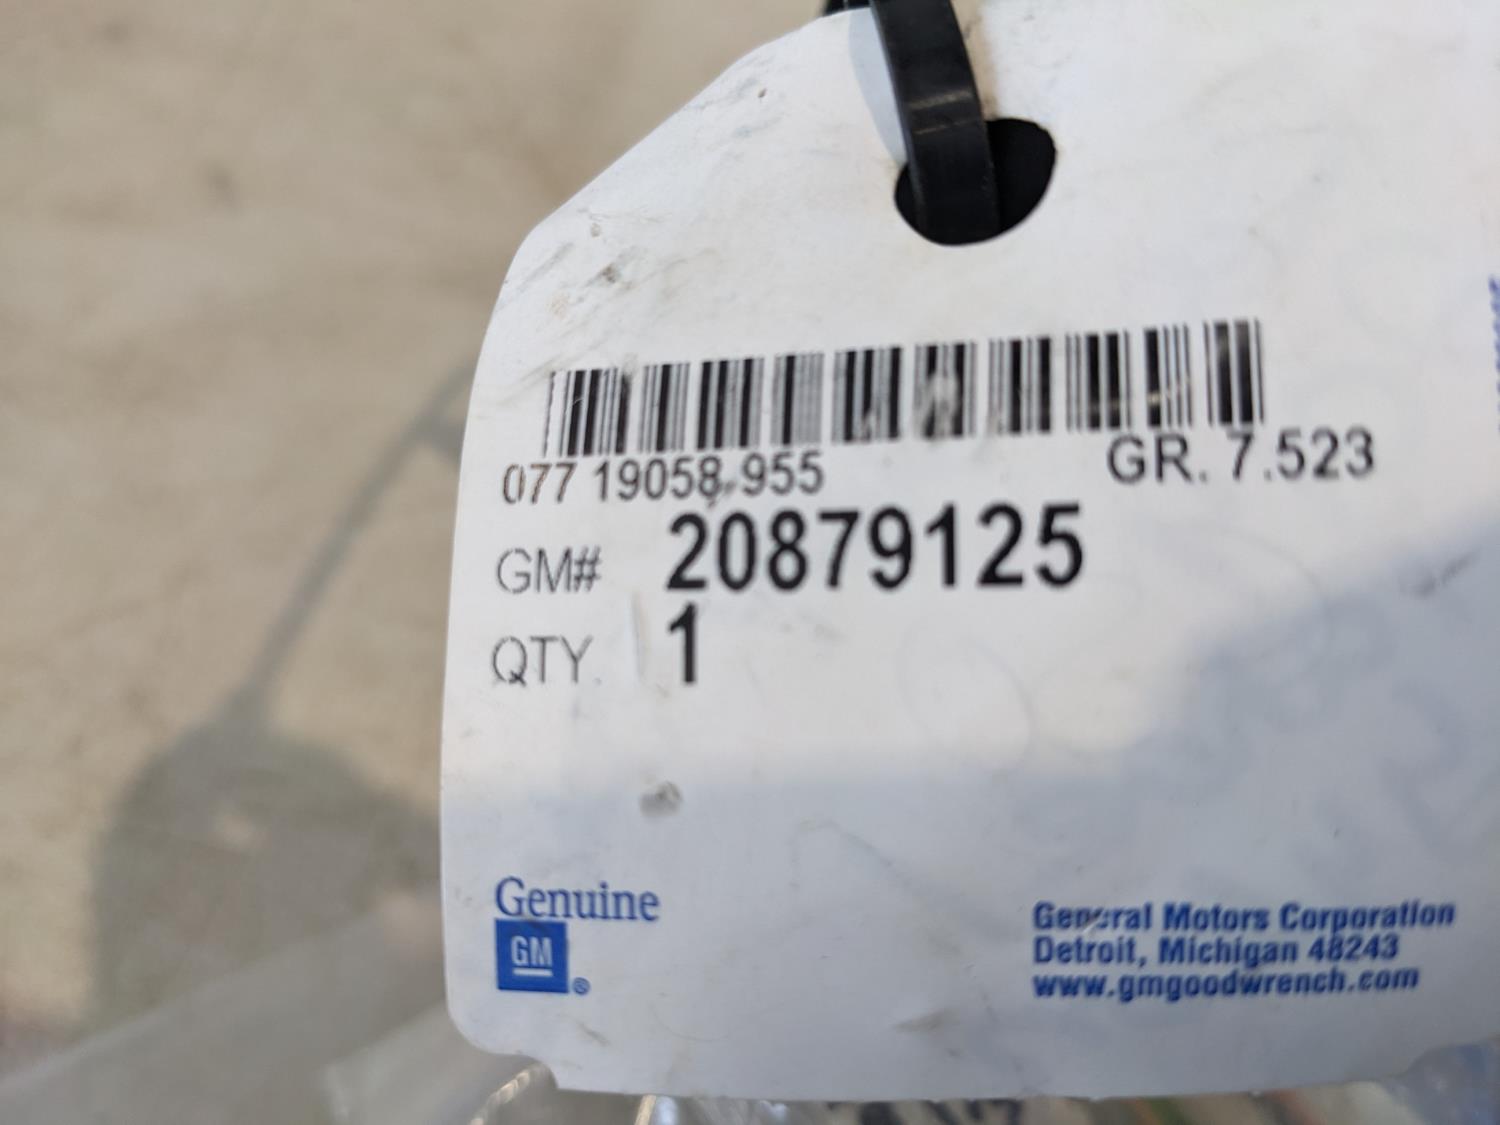 077 19058 955 GR. 7.523
GM# 20879125
QTY. 1
Genuine
GM ®
General Motors Corporation
Detroit, Michigan 48243
www.gmgoodwrench.com